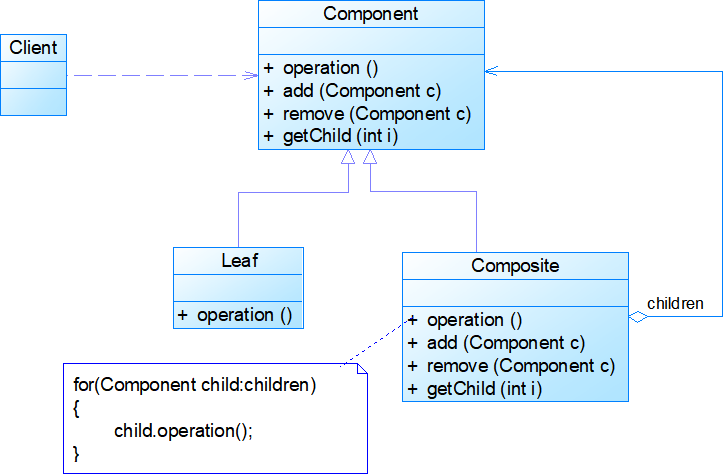 Component
Client
+ operation ()
+ add (Component c)
+ remove (Component c)
+ getChild (int i)
Leaf
+ operation ()
Composite
+ operation ()
+ add (Component c)
+ remove (Component c)
+ getChild (int i)
children
for(Component child:children)
{
child.operation();
}